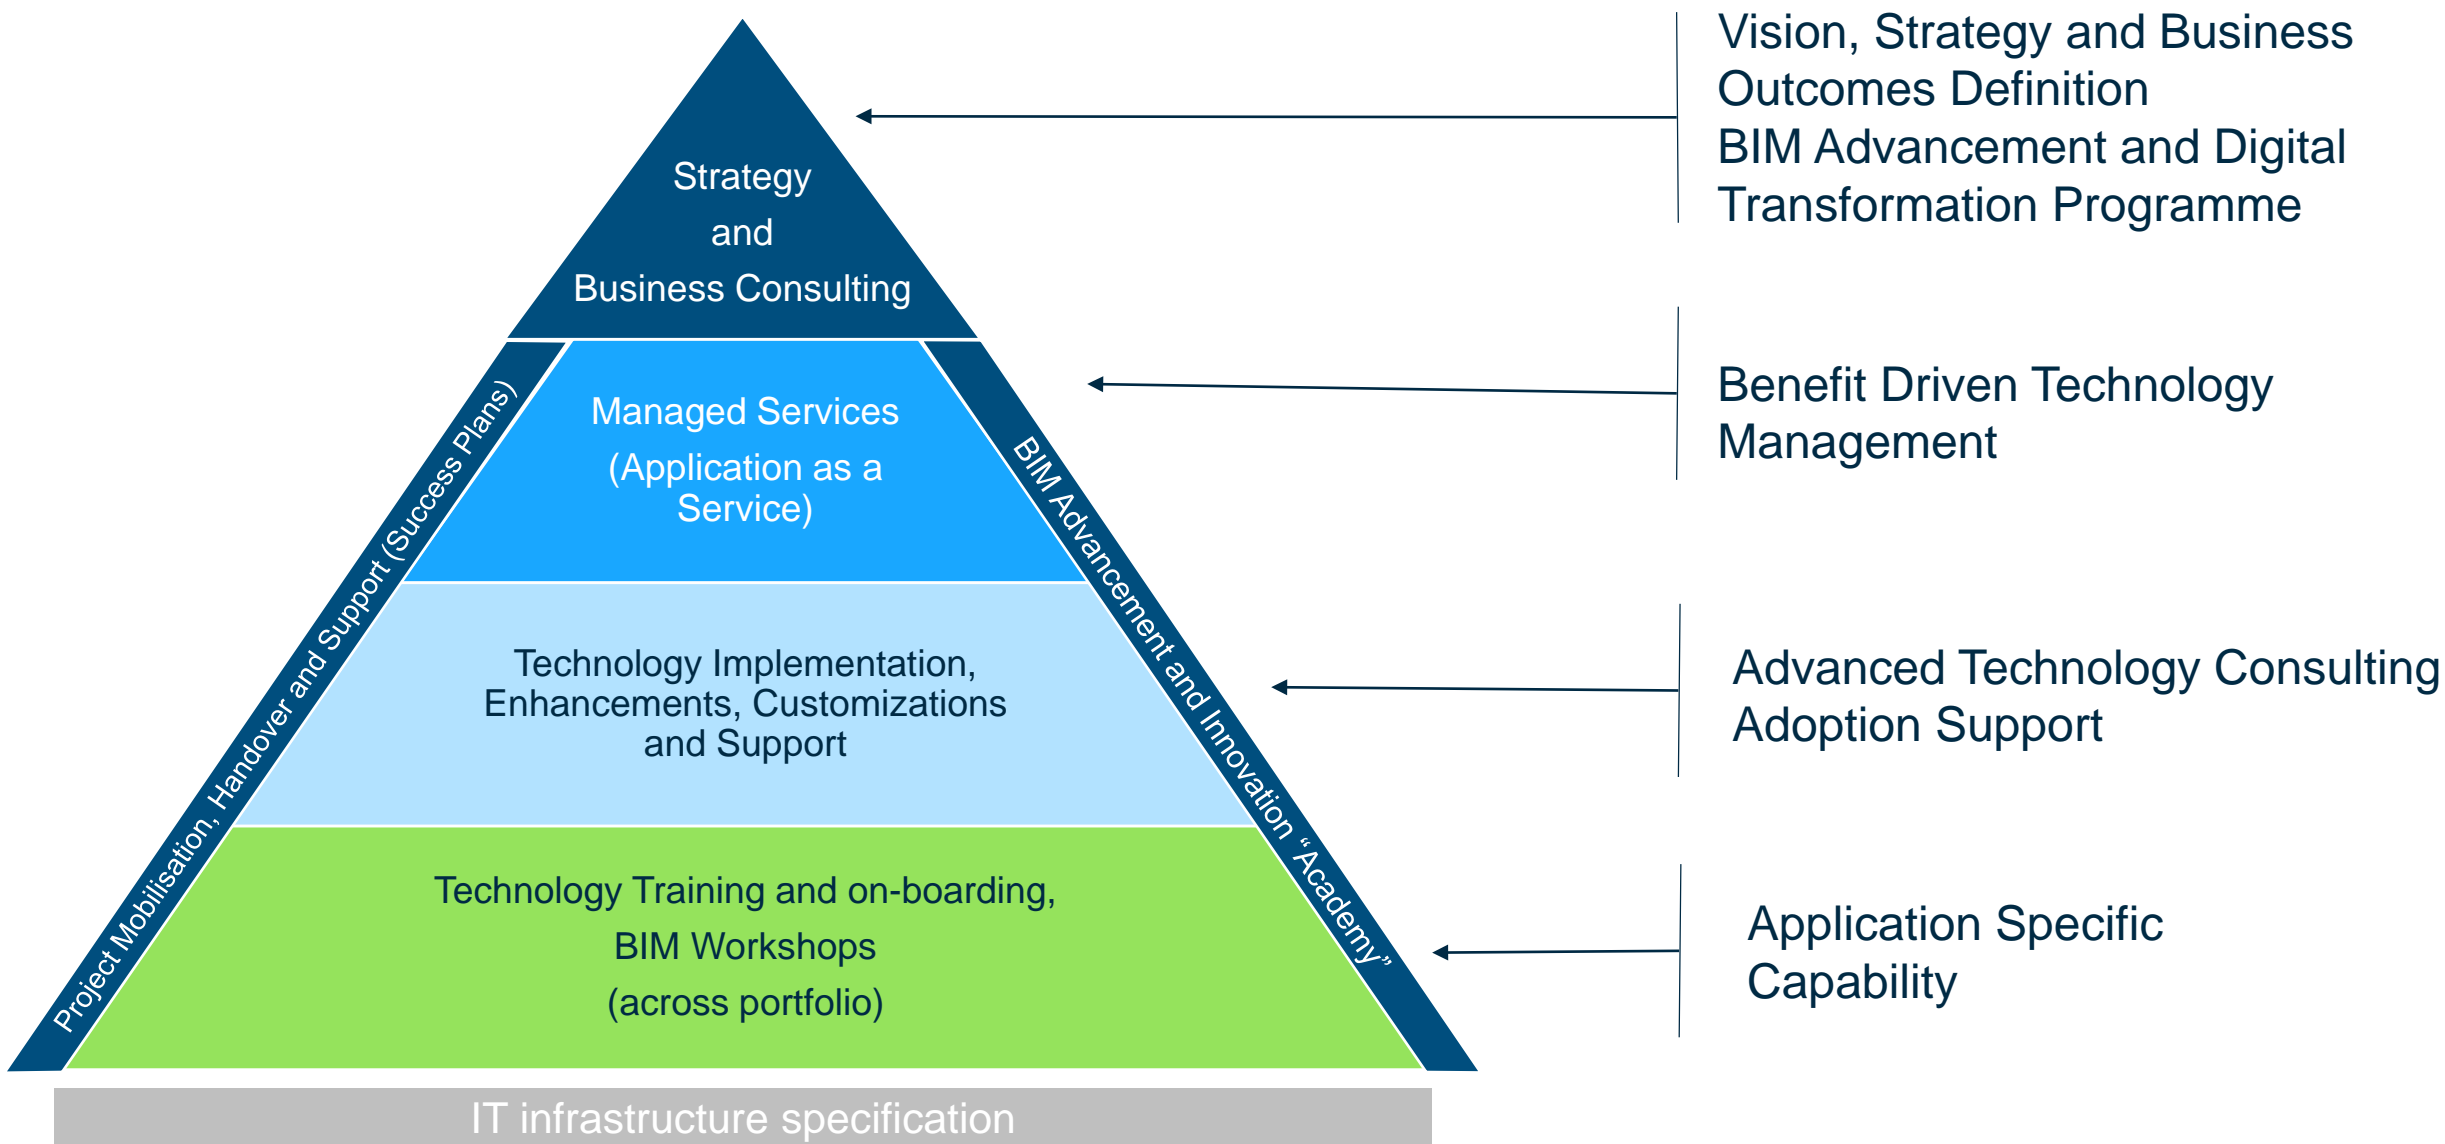 Strategy
and
Business Consulting
Managed Services
(Application as a
Service)
Technology Implementation,
Enhancements, Customizations
and Support
Technology Training and on-boarding,
BIM Workshops
(across portfolio)
Project Mobilisation, Handover and Support (Success Plans)
BIM Advancement and Innovation “Academy”
IT infrastructure specification
Vision, Strategy and Business
Outcomes Definition
BIM Advancement and Digital
Transformation Programme
Benefit Driven Technology
Management
Advanced Technology Consulting
Adoption Support
Application Specific
Capability